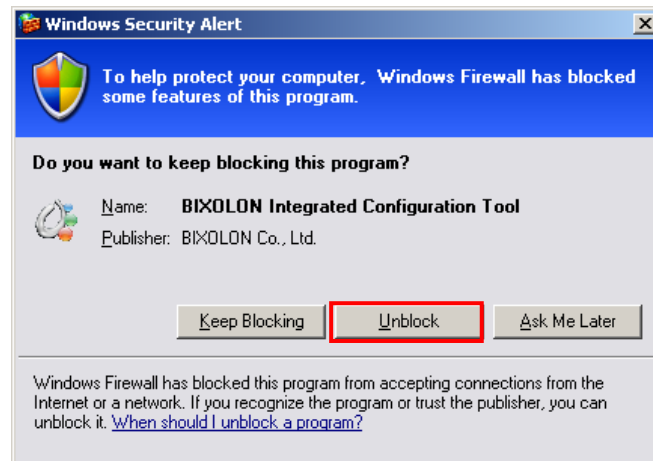 Windows Security Alert
To help protect your computer, Windows Firewall has blocked
some features of this program.
Do you want to keep blocking this program?
Name: BIXOLON Integrated Configuration Tool
Publisher: BIXOLON Co., Ltd.
Keep Blocking Unblock Ask Me Later
Windows Firewall has blocked this program from accepting connections from the
Internet or a network. If you recognize the program or trust the publisher, you can
unblock it. When should I unblock a program?